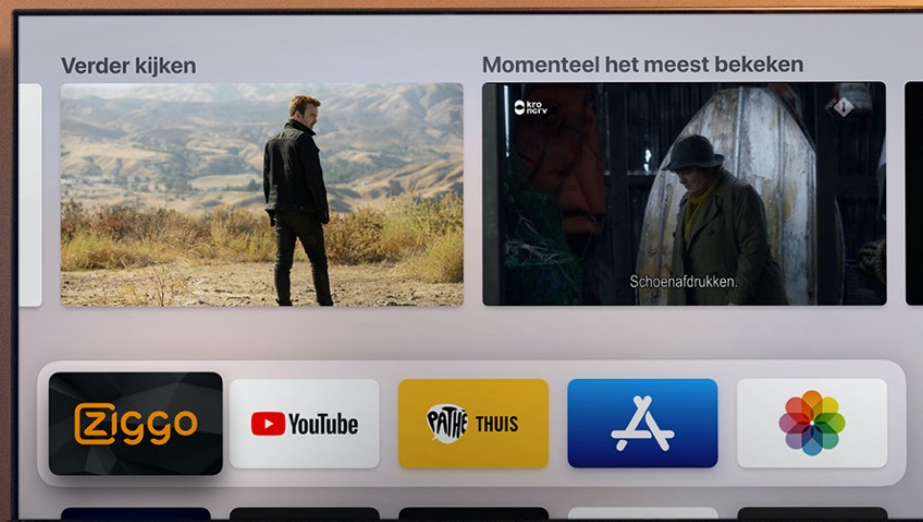 Verder kijken
Momenteel het meest bekeken
kro
ncrv
Schoenafdrukken.
Ziggo
YouTube
PATHÉ THUIS